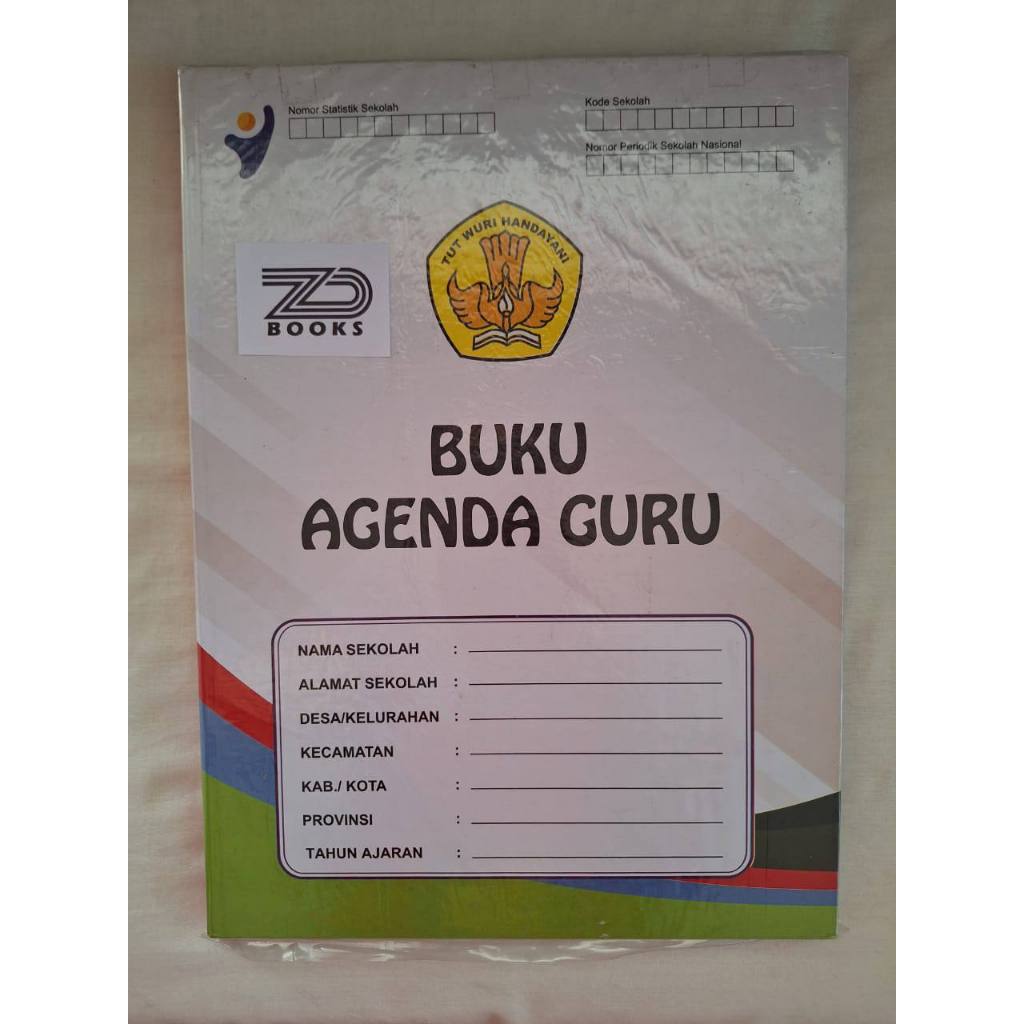 Nomor Statistik Sekolah
Kode Sekolah
Nomor Periodik Sekolah Nasional
TUT WURI HANDAYANI
ZD
BOOKS
BUKU
AGENDA GURU
NAMA SEKOLAH :
ALAMAT SEKOLAH :
DESA/KELURAHAN :
KECAMATAN :
KAB./ KOTA :
PROVINSI :
TAHUN AJARAN :